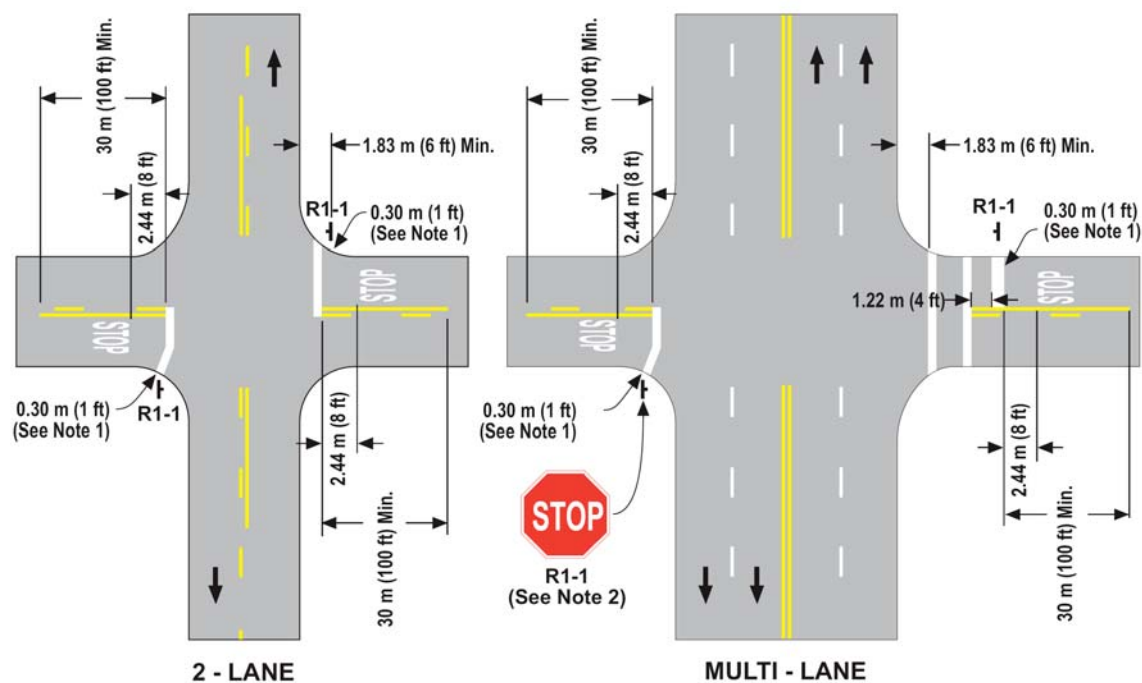 30 m (100 ft) Min.
2.44 m (8 ft)
1.83 m (6 ft) Min.
R1-1
0.30 m (1 ft)
(See Note 1)
STOP
STOP
0.30 m (1 ft)
(See Note 1)
R1-1
2.44 m (8 ft)
30 m (100 ft) Min.
2 - LANE
30 m (100 ft) Min.
2.44 m (8 ft)
1.83 m (6 ft) Min.
R1-1
0.30 m (1 ft)
(See Note 1)
1.22 m (4 ft)
STOP
STOP
0.30 m (1 ft)
(See Note 1)
STOP
R1-1
(See Note 2)
2.44 m (8 ft)
30 m (100 ft) Min.
MULTI - LANE